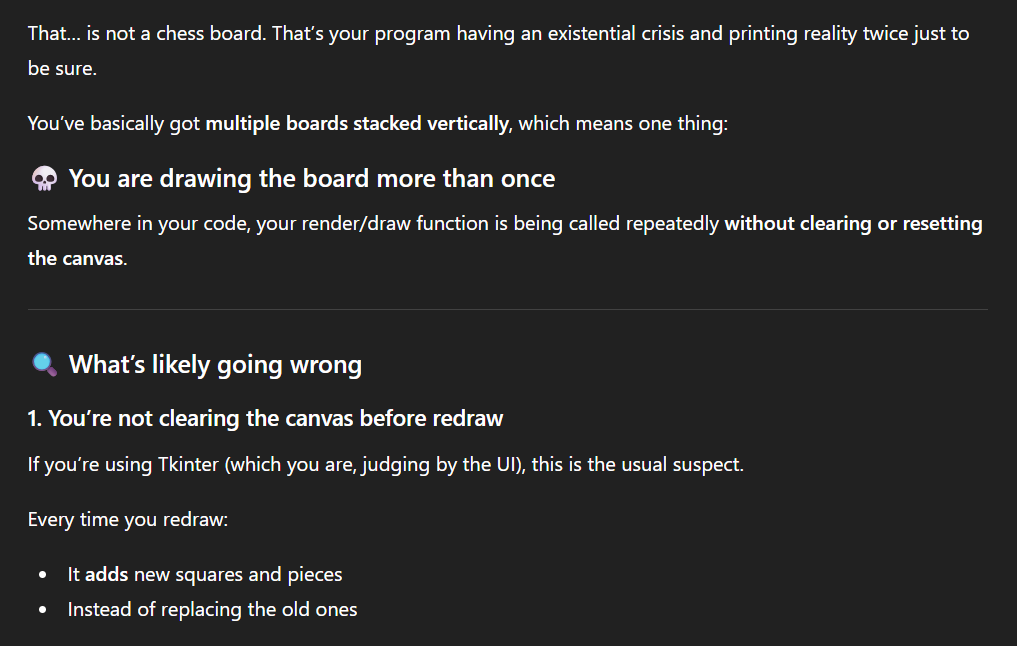 That... is not a chess board. That’s your program having an existential crisis and printing reality twice just to
be sure.
You’ve basically got multiple boards stacked vertically, which means one thing:
💀 You are drawing the board more than once
Somewhere in your code, your render/draw function is being called repeatedly without clearing or resetting
the canvas.
🔍 What’s likely going wrong
1. You’re not clearing the canvas before redraw
If you’re using Tkinter (which you are, judging by the UI), this is the usual suspect.
Every time you redraw:
• It adds new squares and pieces
• Instead of replacing the old ones